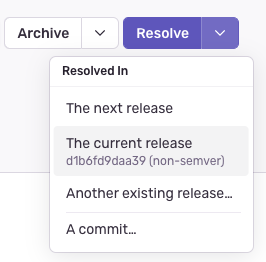 Archive
Resolve
Resolved In
The next release
The current release
d1b6fd9daa39 (non-semver)
Another existing release…
A commit…